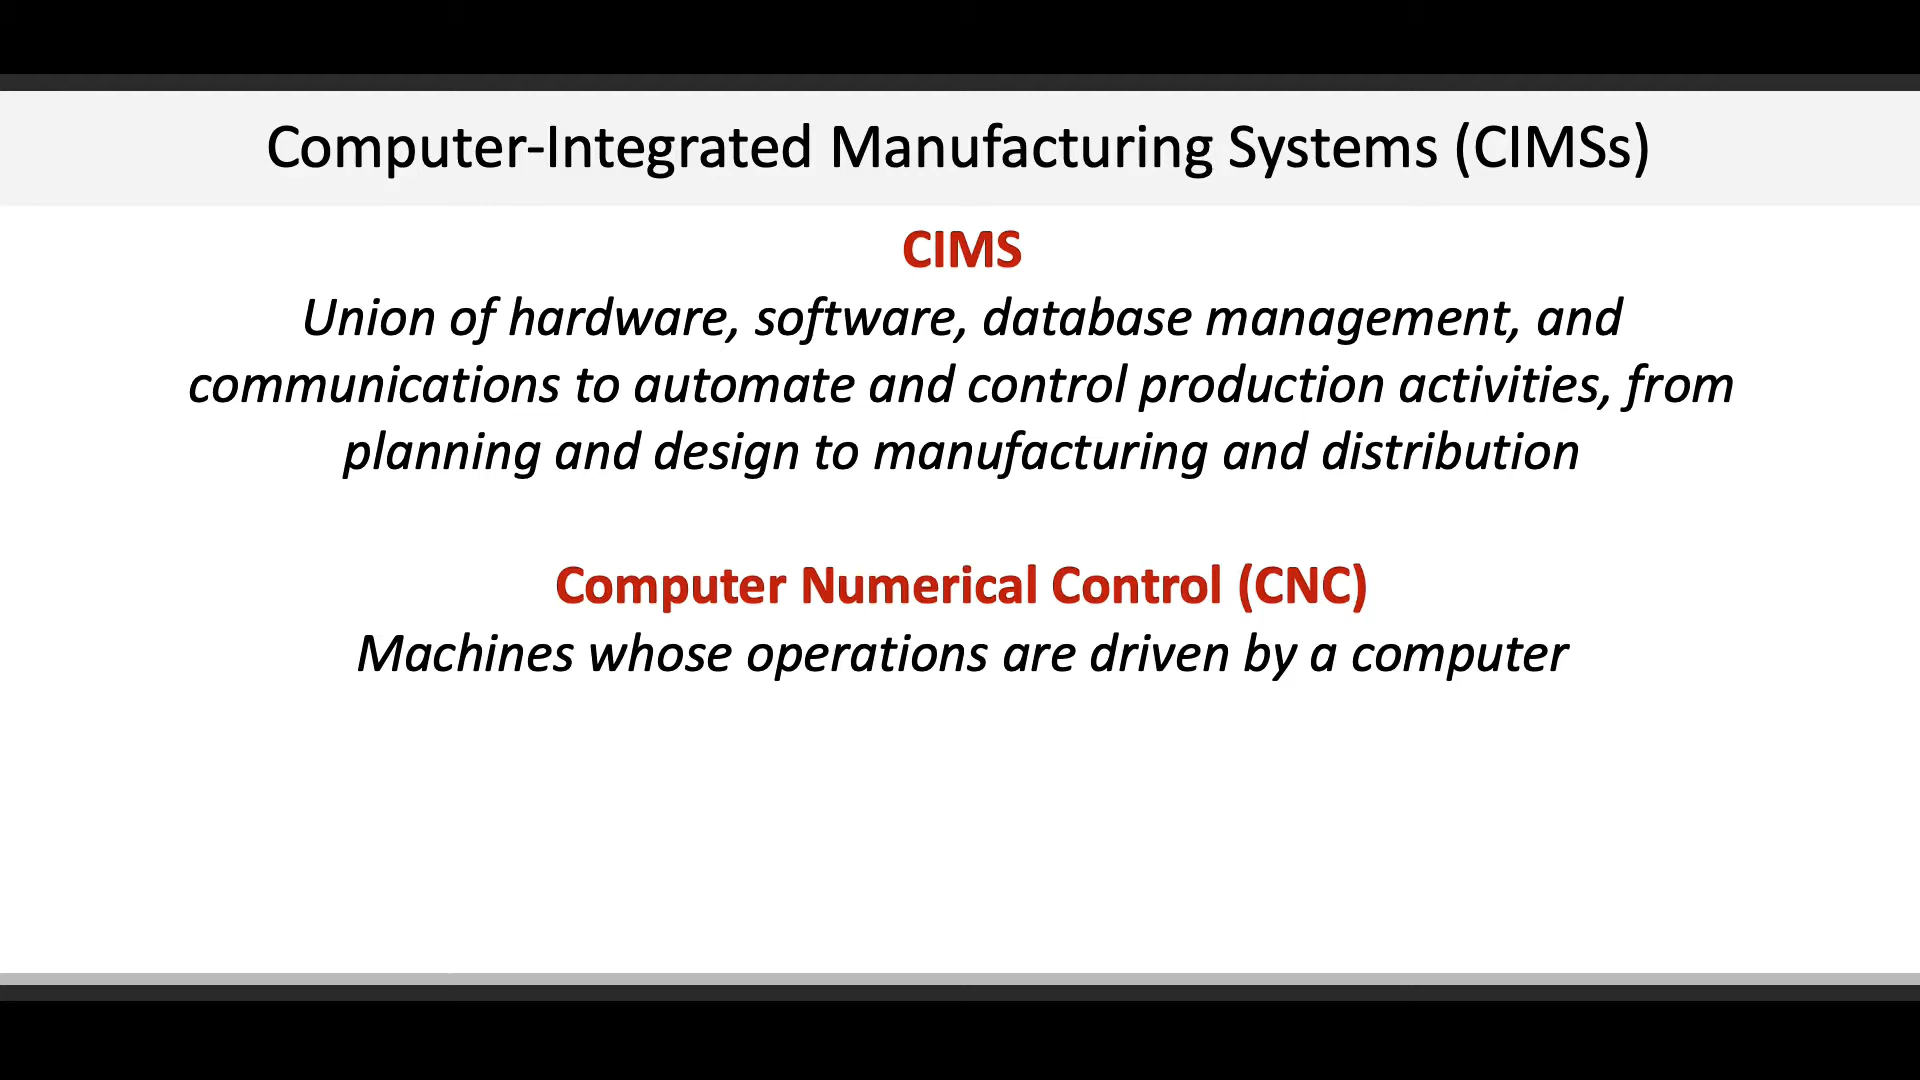 Computer-Integrated Manufacturing Systems (CIMSs)
CIMS
Union of hardware, software, database management, and
communications to automate and control production activities, from
planning and design to manufacturing and distribution
Computer Numerical Control (CNC)
Machines whose operations are driven by a computer